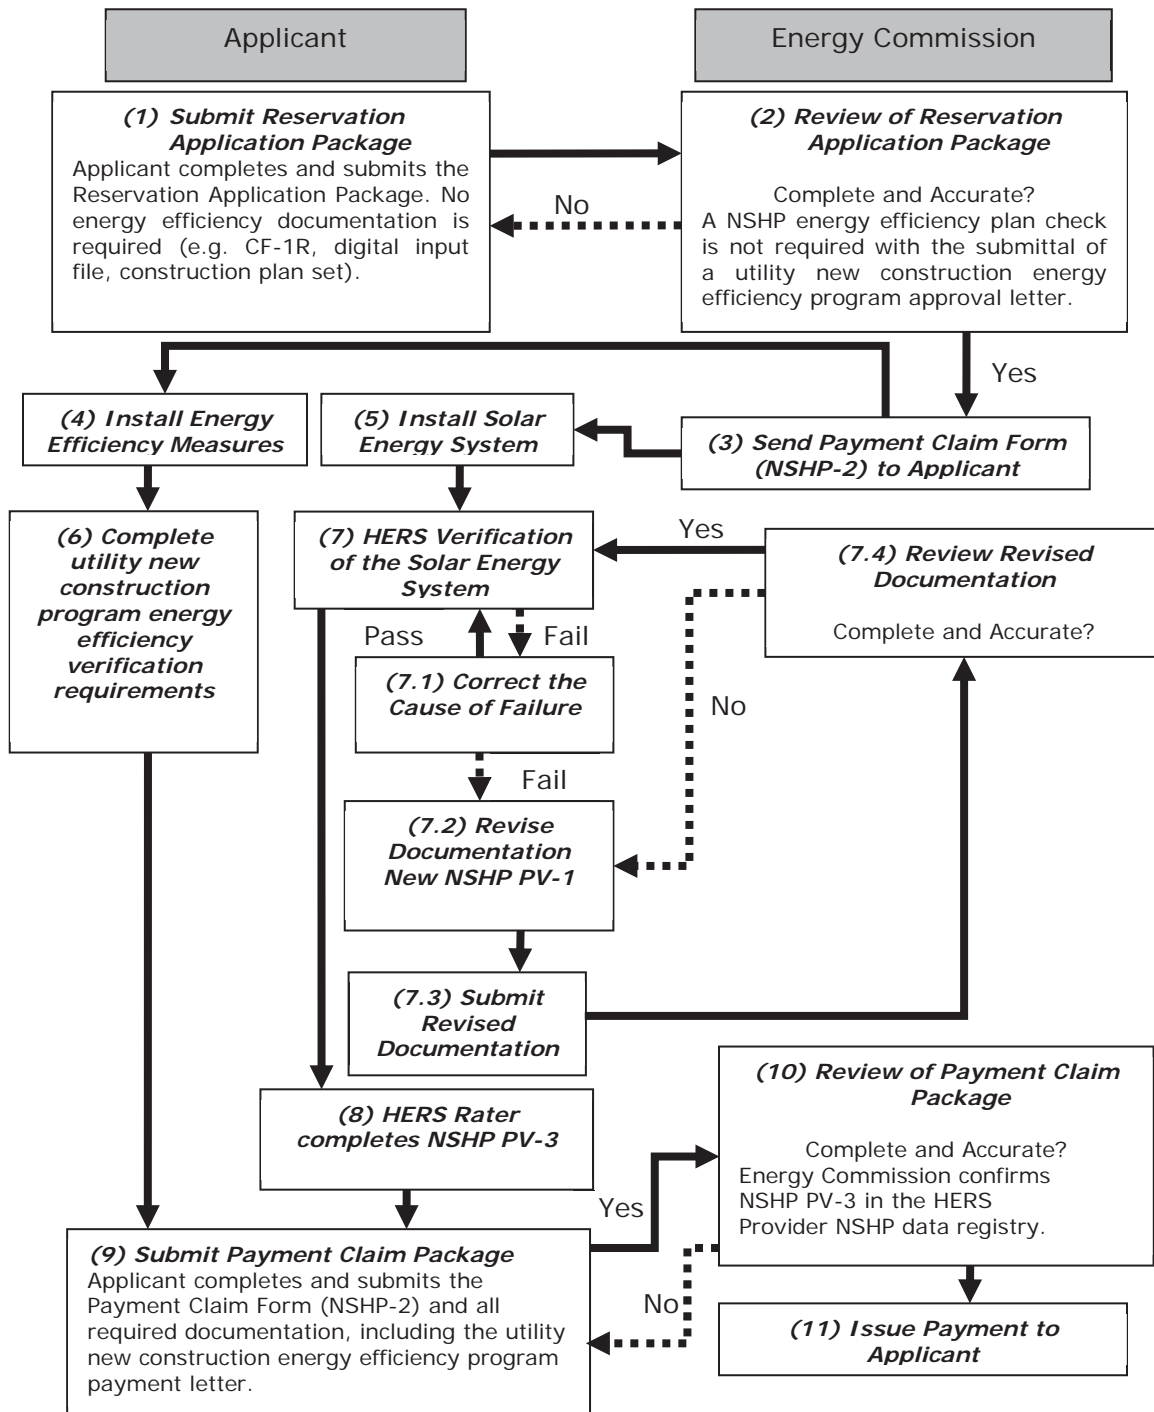 Applicant
Energy Commission
(1) Submit Reservation
Application Package
Applicant completes and submits the
Reservation Application Package. No
energy efficiency documentation is
required (e.g. CF-1R, digital input
file, construction plan set).
(2) Review of Reservation
Application Package
Complete and Accurate?
A NSHP energy efficiency plan check
is not required with the submittal of
a utility new construction energy
efficiency program approval letter.
No
Yes
(4) Install Energy
Efficiency Measures
(5) Install Solar
Energy System
(3) Send Payment Claim Form
(NSHP-2) to Applicant
(6) Complete
utility new
construction
program energy
efficiency
verification
requirements
(7) HERS Verification
of the Solar Energy
System
Yes
(7.4) Review Revised
Documentation
Complete and Accurate?
Pass
Fail
(7.1) Correct the
Cause of Failure
No
Fail
(7.2) Revise
Documentation
New NSHP PV-1
(7.3) Submit
Revised
Documentation
(8) HERS Rater
completes NSHP PV-3
(10) Review of Payment Claim
Package
Complete and Accurate?
Energy Commission confirms
NSHP PV-3 in the HERS
Provider NSHP data registry.
Yes
(9) Submit Payment Claim Package
Applicant completes and submits the
Payment Claim Form (NSHP-2) and all
required documentation, including the utility
new construction energy efficiency program
payment letter.
No
(11) Issue Payment to
Applicant